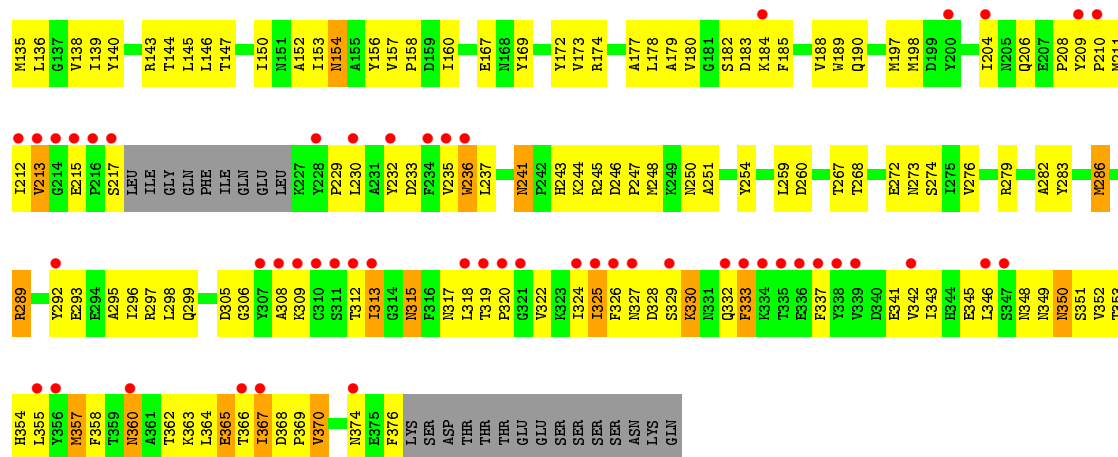 M135 L136 G137 V138 I139 Y140 R143 T144 L145 L146 T147 I150 N151 A152 I153 N154 A155 Y156 V157 P158 D159 I160 E167 N168 Y169 Y172 V173 R174 A177 L178 A179 V180 G181 S182 D183 K184 F185 V188 W189 Q190 M197 M198 D199 Y200 I204 N205 Q206 E207 P208 Y209 P210 M211
I212 V213 G214 E215 P216 S217 LEU ILE GLY GLN PHE ILE GLN GLU LEU K227 Y228 P229 L230 A231 Y232 D233 F234 V235 W236 L237 N241 P242 H243 K244 R245 D246 P247 M248 K249 N250 A251 Y254 L259 D260 T267 T268 E272 N273 S274 I275 V276 R279 A282 Y283 M286
R289 Y292 E293 E294 A295 I296 R297 L298 Q299 D305 G306 Y307 A308 K309 C310 S311 T312 I313 G314 N315 F316 N317 L318 T319 P320 G321 V322 K323 I324 I325 F326 N327 D328 S329 K330 N331 Q332 F333 K334 T335 E336 F337 Y338 V339 D340 E341 V342 I343 H344 E345 L346 S347 N348 N349 N350 S351 V352 T353
H354 L355 Y356 M357 F358 T359 N360 A361 T362 K363 L364 E365 T366 I367 D368 P369 V370 N374 E375 F376 LYS SER ASP THR THR THR GLU GLU SER SER SER SER ASN LYS GLN